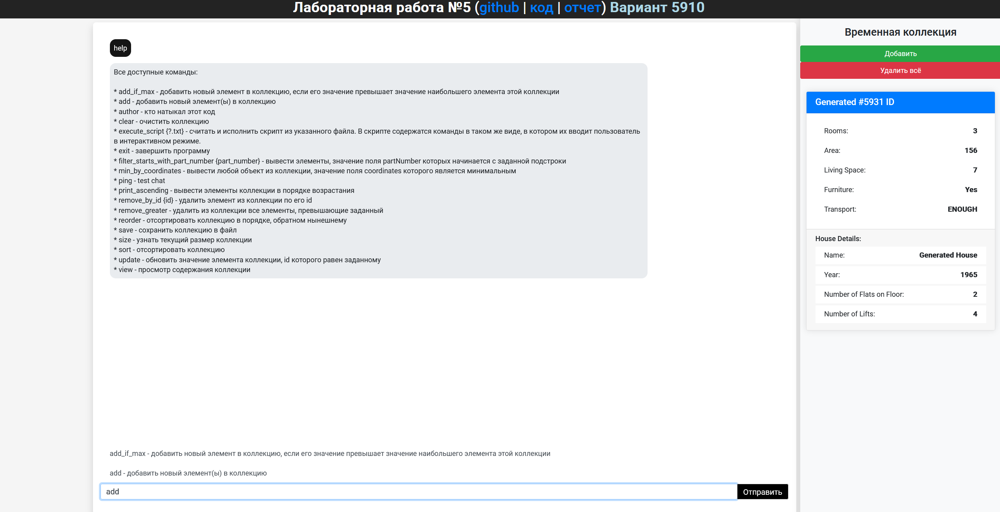 Лабораторная работа №5 (github | код | отчет) Вариант 5910
help
Все доступные команды:
* add_if_max - добавить новый элемент в коллекцию, если его значение превышает значение наибольшего элемента этой коллекции
* add - добавить новый элемент(ы) в коллекцию
* author - кто натыкал этот код
* clear - очистить коллекцию
* execute_script {?.txt} - считать и исполнить скрипт из указанного файла. В скрипте содержатся команды в таком же виде, в котором их вводит пользователь
в интерактивном режиме.
* exit - завершить программу
* filter_starts_with_part_number {part_number} - вывести элементы, значение поля partNumber которых начинается с заданной подстроки
* min_by_coordinates - вывести любой объект из коллекции, значение поля coordinates которого является минимальным
* ping - test chat
* print_ascending - вывести элементы коллекции в порядке возрастания
* remove_by_id {id} - удалить элемент из коллекции по его id
* remove_greater - удалить из коллекции все элементы, превышающие заданный
* reorder - отсортировать коллекцию в порядке, обратном нынешнему
* save - сохранить коллекцию в файл
* size - узнать текущий размер коллекции
* sort - отсортировать коллекцию
* update - обновить значение элемента коллекции, id которого равен заданному
* view - просмотр содержания коллекции
add_if_max - добавить новый элемент в коллекцию, если его значение превышает значение наибольшего элемента этой коллекции
add - добавить новый элемент(ы) в коллекцию
add
Отправить
Временная коллекция
Добавить
Удалить всё
Generated #5931 ID
Rooms: 3
Area: 156
Living Space: 7
Furniture: Yes
Transport: ENOUGH
House Details:
Name: Generated House
Year: 1965
Number of Flats on Floor: 2
Number of Lifts: 4